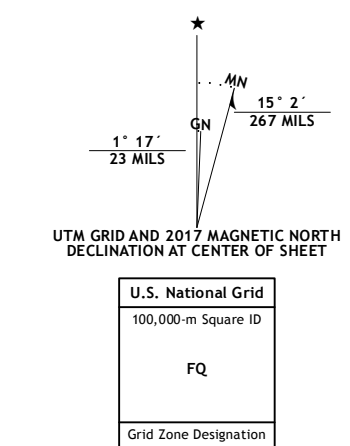 ★
MN
15° 2´
267 MILS
GN
1° 17´
23 MILS
UTM GRID AND 2017 MAGNETIC NORTH
DECLINATION AT CENTER OF SHEET
U.S. National Grid
100,000-m Square ID
FQ
Grid Zone Designation